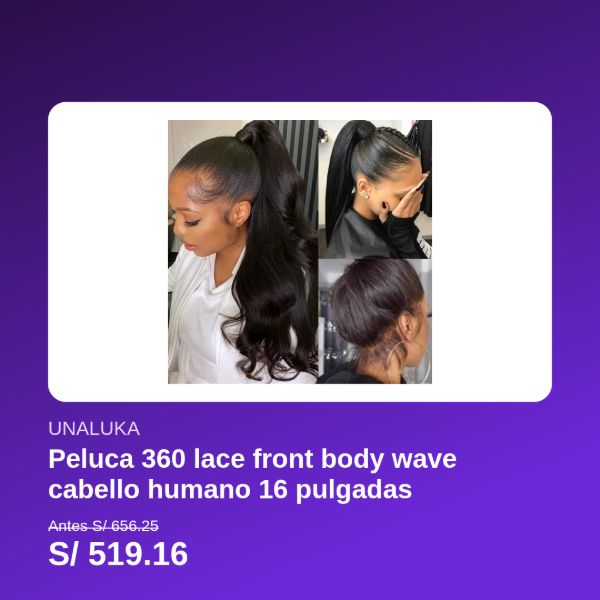 UNALUKA
Peluca 360 lace front body wave
cabello humano 16 pulgadas
Antes S/ 656.25
S/ 519.16